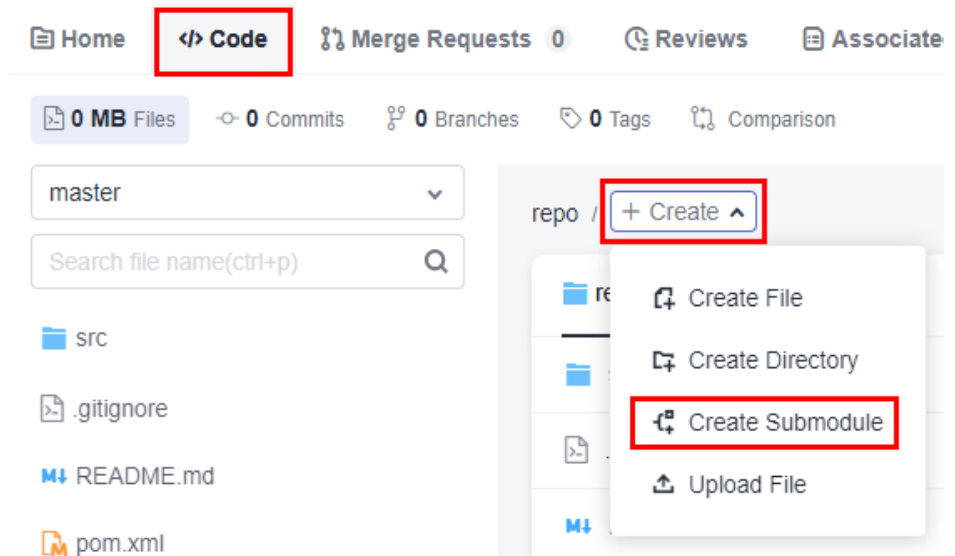 Home </> Code Merge Requests 0 Reviews Associate
0 MB Files 0 Commits 0 Branches 0 Tags Comparison
master
repo / + Create
Search file name(ctrl+p)
re
Create File
src
Create Directory
.gitignore
Create Submodule
README.md
Upload File
pom.xml